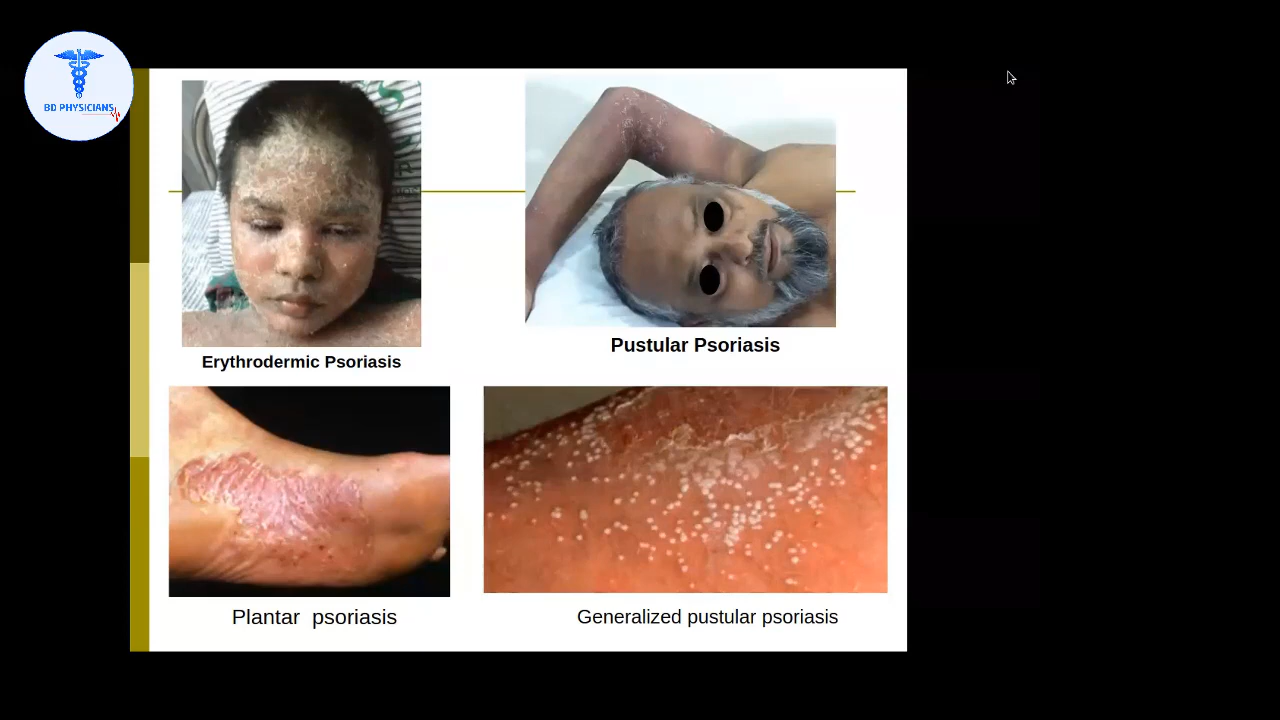 BD PHYSICIANS
Erythrodermic Psoriasis
Pustular Psoriasis
Plantar psoriasis
Generalized pustular psoriasis